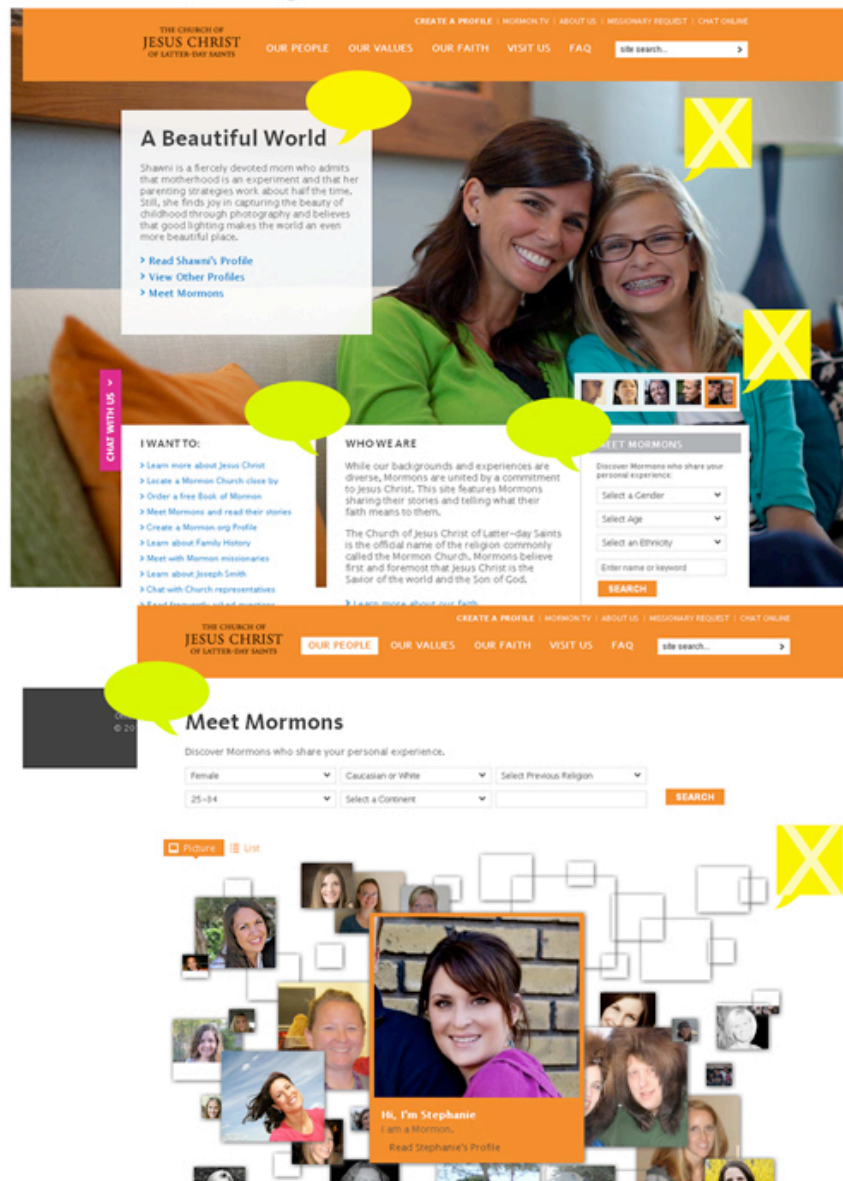 CREATE A PROFILE | MORMON TV | ABOUT US | MISSIONARY REQUEST | CHAT ONLINE
THE CHURCH OF
JESUS CHRIST
OF LATTER-DAY SAINTS
OUR PEOPLE OUR VALUES OUR FAITH VISIT US FAQ
site search...
X
A Beautiful World
Shawni is a fiercely devoted mom who admits
that motherhood is an experiment and that her
parenting strategies work about half the time.
Still, she finds joy in capturing the beauty of
childhood through photography and believes
that good lighting makes the world an even
more beautiful place.
> Read Shawni's Profile
> View Other Profiles
> Meet Mormons
X
CHAT WITH US
I WANT TO:
> Learn more about Jesus Christ
> Locate a Mormon Church close by
> Order a free Book of Mormon
> Meet Mormons and read their stories
> Create a Mormon.org Profile
> Learn about Family History
> Meet with Mormon missionaries
> Learn about Joseph Smith
> Chat with Church representatives
> Read frequently asked questions
WHO WE ARE
While our backgrounds and experiences are
diverse, Mormons are united by a commitment
to Jesus Christ. This site features Mormons
sharing their stories and telling what their
faith means to them.
The Church of Jesus Christ of Latter-day Saints
is the official name of the religion commonly
called the Mormon Church. Mormons believe
first and foremost that Jesus Christ is the
Savior of the world and the Son of God.
> Learn more about our faith
MEET MORMONS
Discover Mormons who share your
personal experience:
Select a Gender
Select Age
Select an Ethnicity
Enter name or keyword
SEARCH
CREATE A PROFILE | MORMON TV | ABOUT US | MISSIONARY REQUEST | CHAT ONLINE
THE CHURCH OF
JESUS CHRIST
OF LATTER-DAY SAINTS
OUR PEOPLE OUR VALUES OUR FAITH VISIT US FAQ
site search...
© 20
Meet Mormons
Discover Mormons who share your personal experience.
Female Caucasian or White Select Previous Religion
25-34 Select a Continent SEARCH
Picture List
X
Hi, I'm Stephanie
I am a Mormon.
Read Stephanie's Profile